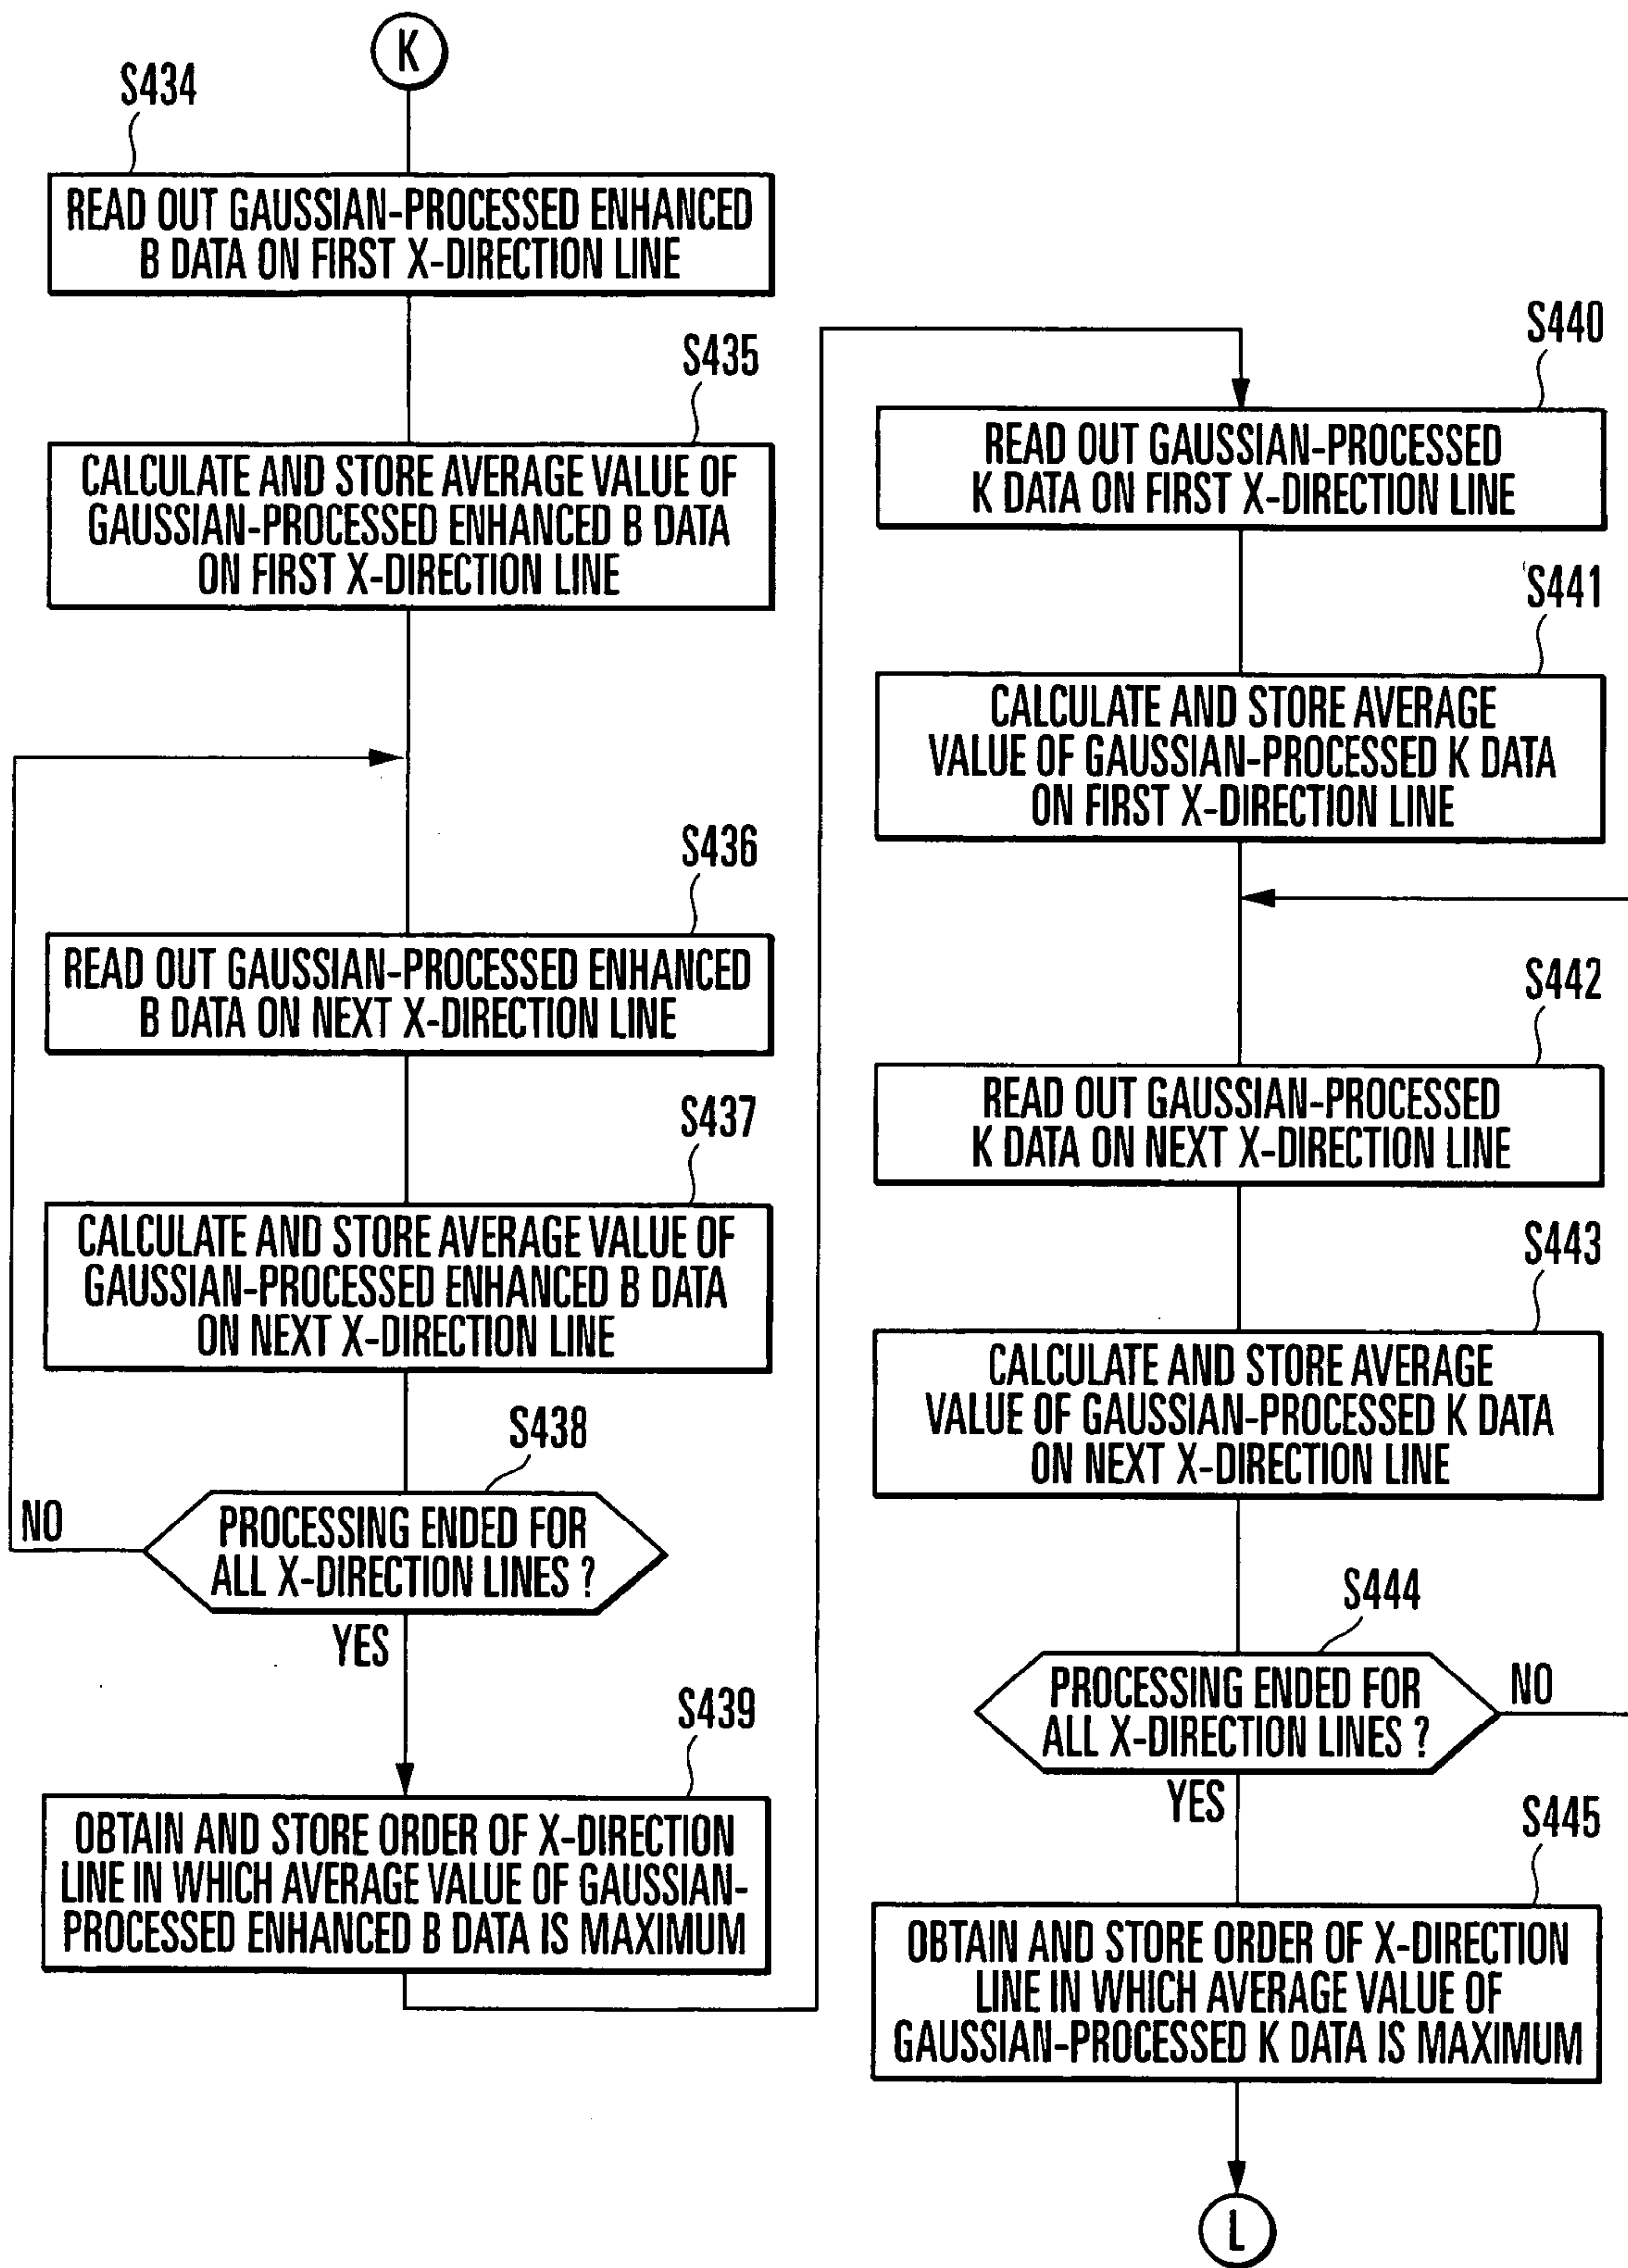 K
S434
READ OUT GAUSSIAN-PROCESSED ENHANCED
B DATA ON FIRST X-DIRECTION LINE
S435
CALCULATE AND STORE AVERAGE VALUE OF
GAUSSIAN-PROCESSED ENHANCED B DATA
ON FIRST X-DIRECTION LINE
S436
READ OUT GAUSSIAN-PROCESSED ENHANCED
B DATA ON NEXT X-DIRECTION LINE
S437
CALCULATE AND STORE AVERAGE VALUE OF
GAUSSIAN-PROCESSED ENHANCED B DATA
ON NEXT X-DIRECTION LINE
S438
NO
PROCESSING ENDED FOR
ALL X-DIRECTION LINES ?
YES
S439
OBTAIN AND STORE ORDER OF X-DIRECTION
LINE IN WHICH AVERAGE VALUE OF GAUSSIAN-
PROCESSED ENHANCED B DATA IS MAXIMUM
S440
READ OUT GAUSSIAN-PROCESSED
K DATA ON FIRST X-DIRECTION LINE
S441
CALCULATE AND STORE AVERAGE
VALUE OF GAUSSIAN-PROCESSED K DATA
ON FIRST X-DIRECTION LINE
S442
READ OUT GAUSSIAN-PROCESSED
K DATA ON NEXT X-DIRECTION LINE
S443
CALCULATE AND STORE AVERAGE
VALUE OF GAUSSIAN-PROCESSED K DATA
ON NEXT X-DIRECTION LINE
S444
PROCESSING ENDED FOR
ALL X-DIRECTION LINES ?
NO
YES
S445
OBTAIN AND STORE ORDER OF X-DIRECTION
LINE IN WHICH AVERAGE VALUE OF
GAUSSIAN-PROCESSED K DATA IS MAXIMUM
L